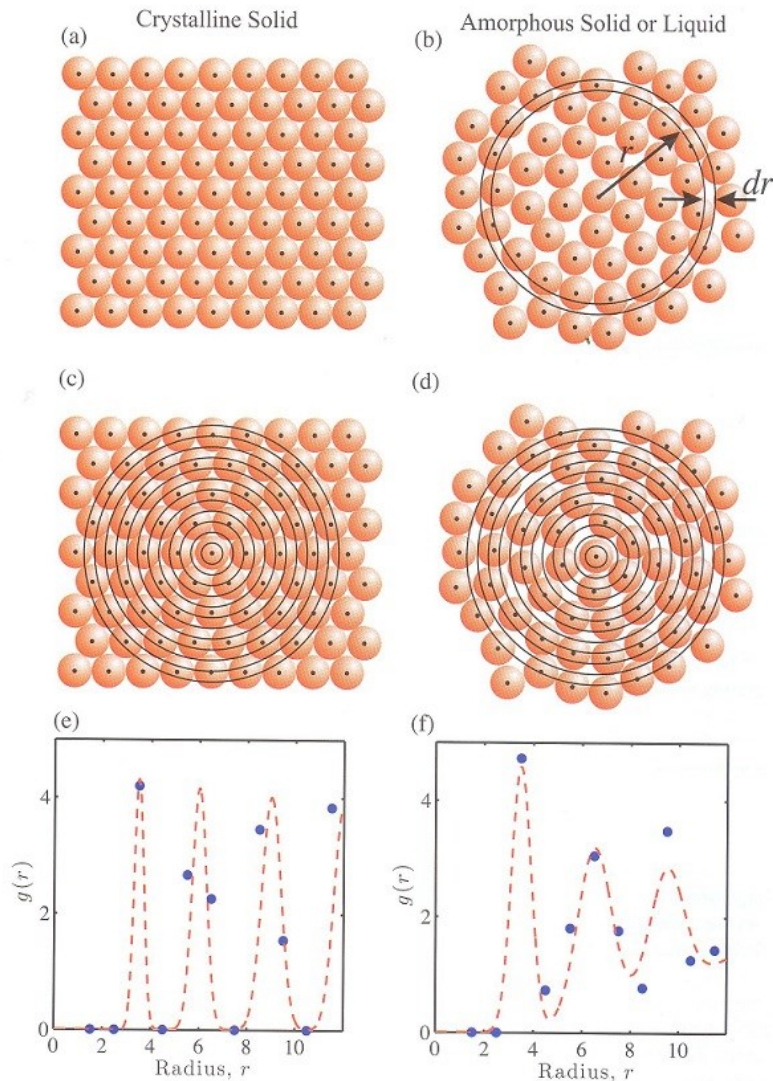 Crystalline Solid
Amorphous Solid or Liquid
(a)
(b)
r
dr
(c)
(d)
(e)
(f)
4
2
0
g(r)
0 2 4 6 8 10
Radius, r
4
2
0
g(r)
0 2 4 6 8 10
Radius, r